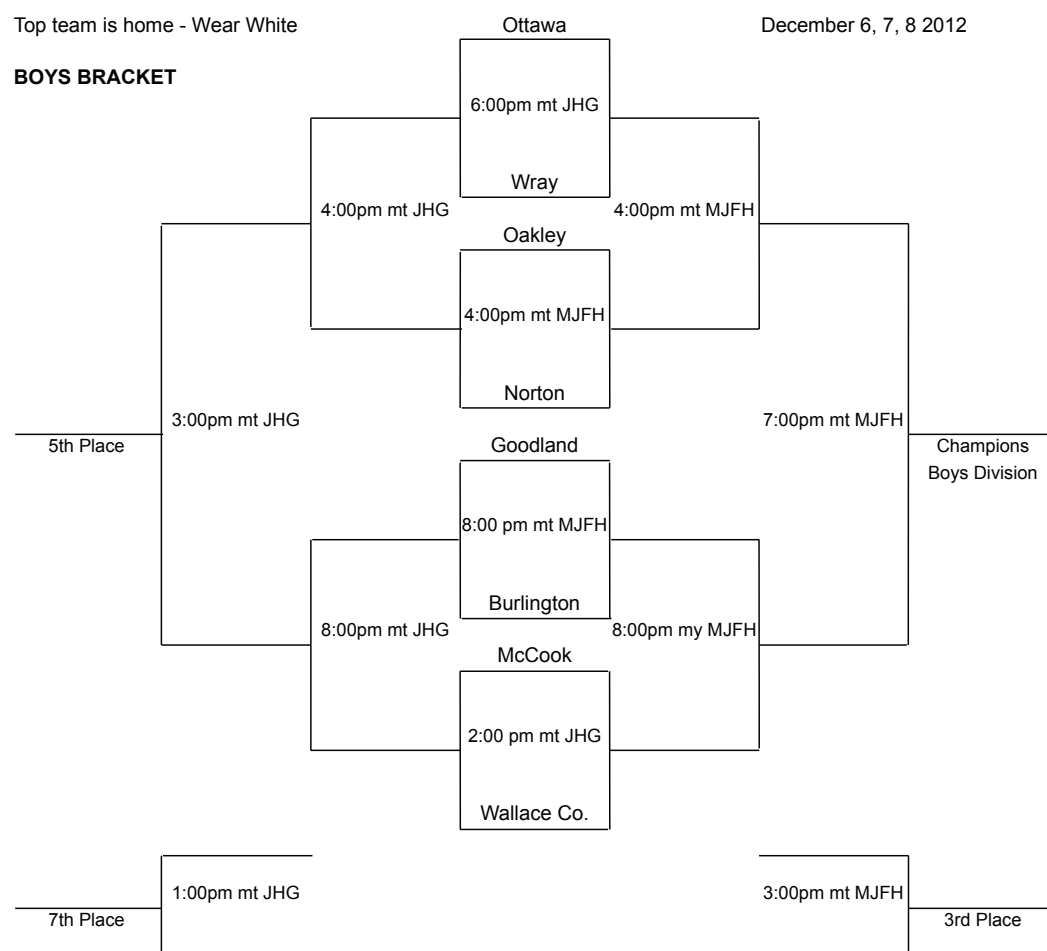 Top team is home - Wear White
Ottawa
December 6, 7, 8 2012
BOYS BRACKET
6:00pm mt JHG
Wray
4:00pm mt JHG
4:00pm mt MJFH
Oakley
4:00pm mt MJFH
Norton
3:00pm mt JHG
7:00pm mt MJFH
5th Place
Goodland
Champions
Boys Division
8:00 pm mt MJFH
Burlington
8:00pm mt JHG
8:00pm my MJFH
McCook
2:00 pm mt JHG
Wallace Co.
1:00pm mt JHG
3:00pm mt MJFH
7th Place
3rd Place